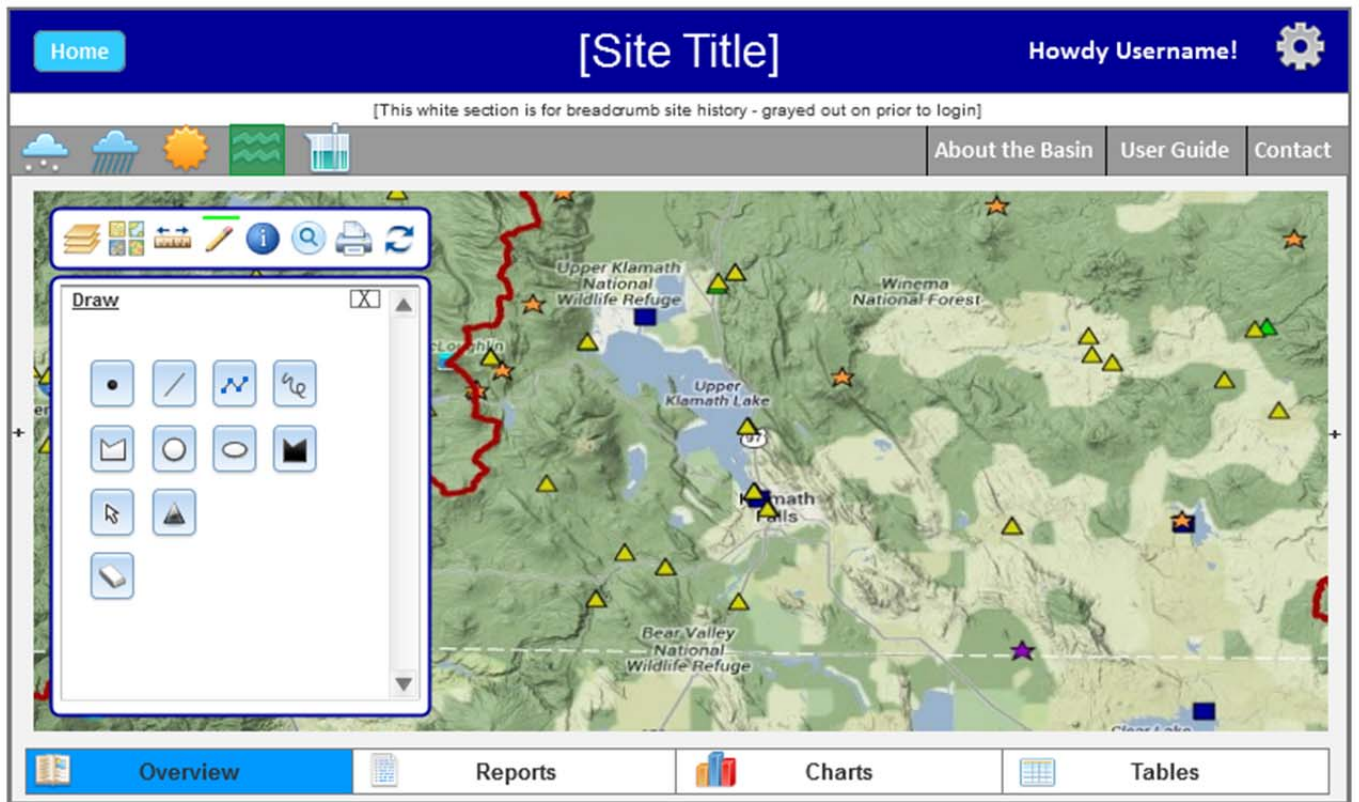 Home
[Site Title]
Howdy Username!
[This white section is for breadcrumb site history - grayed out on prior to login]
About the Basin
User Guide
Contact
Draw
X
Upper Klamath
National
Wildlife Refuge
Winema
National Forest
Upper
Klamath Lake
97
Falls
Bear Valley
National
Wildlife Refuge
Clear Lake
Overview
Reports
Charts
Tables